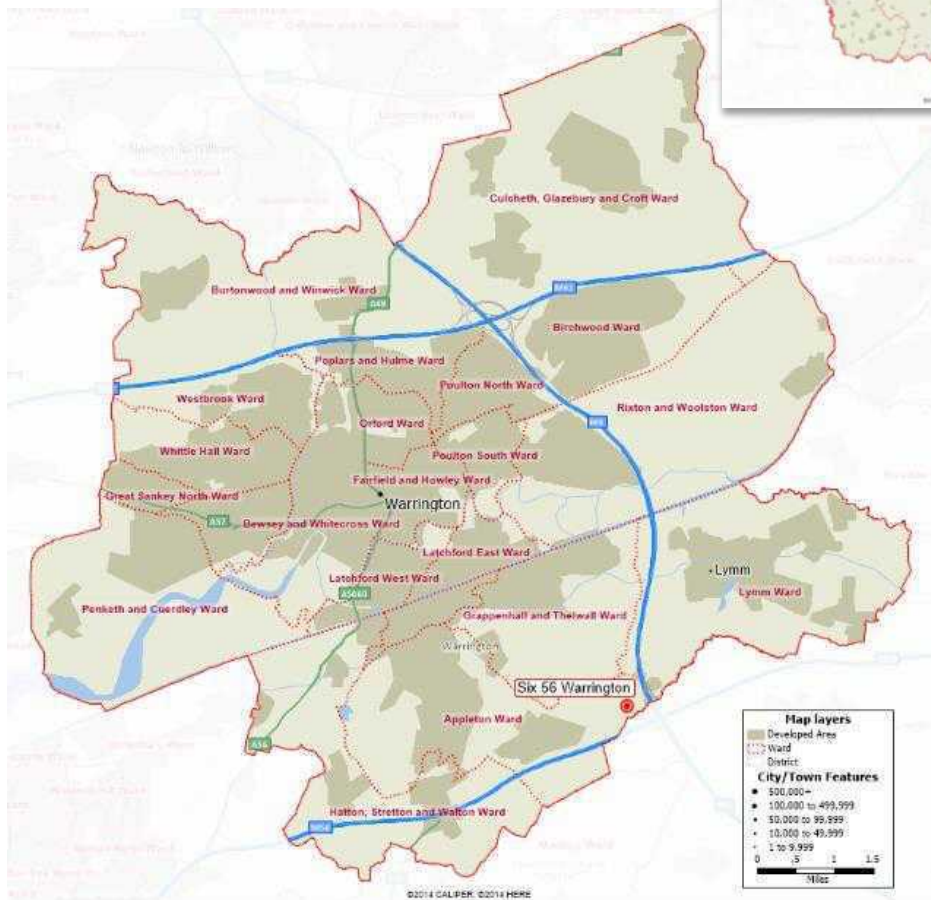 Culcheth, Glazebury and Croft Ward
Burtonwood and Winwick Ward
A49
M62
Birchwood Ward
Poplars and Hulme Ward
Poulton North Ward
Westbrook Ward
Rixton and Woolston Ward
Orford Ward
M6
Whittle Hall Ward
Poulton South Ward
Fairfield and Howley Ward
Great Sankey North Ward
Warrington
A57
Bewsey and Whitecross Ward
Latchford East Ward
Lymm
Latchford West Ward
Lymm Ward
A5060
Penketh and Cuerdley Ward
Grappenhall and Thelwall Ward
Warrington
Six 56 Warrington
Appleton Ward
A56
Hatton, Stretton and Walton Ward
M56
Map layers
Developed Area
Ward
District
City/Town Features
500,000+
100,000 to 499,999
50,000 to 99,999
10,000 to 49,999
1 to 9,999
0 .5 1 1.5
Miles
©2014 CALIPER; ©2014 HERE